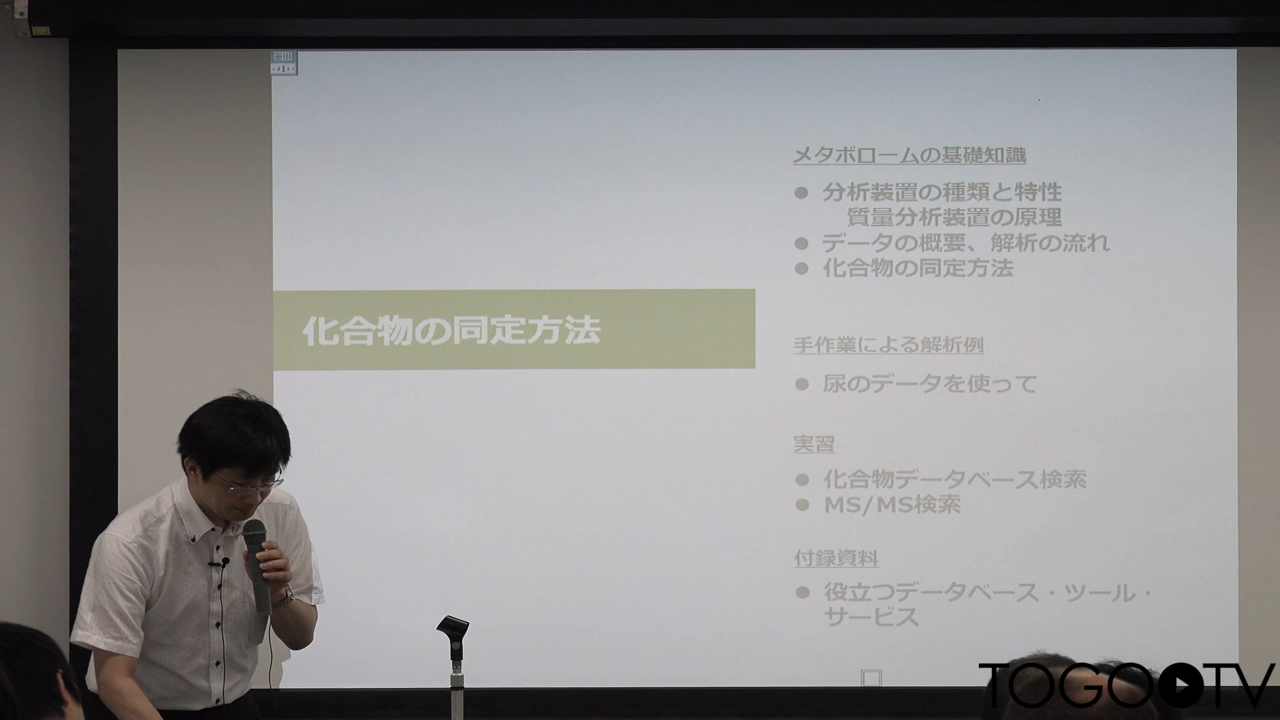 化合物の同定方法
メタボロームの基礎知識
● 分析装置の種類と特性
質量分析装置の原理
● データの概要、解析の流れ
● 化合物の同定方法
手作業による解析例
● 尿のデータを使って
実習
● 化合物データベース検索
● MS/MS検索
付録資料
● 役立つデータベース・ツール・
サービス
TOGO TV